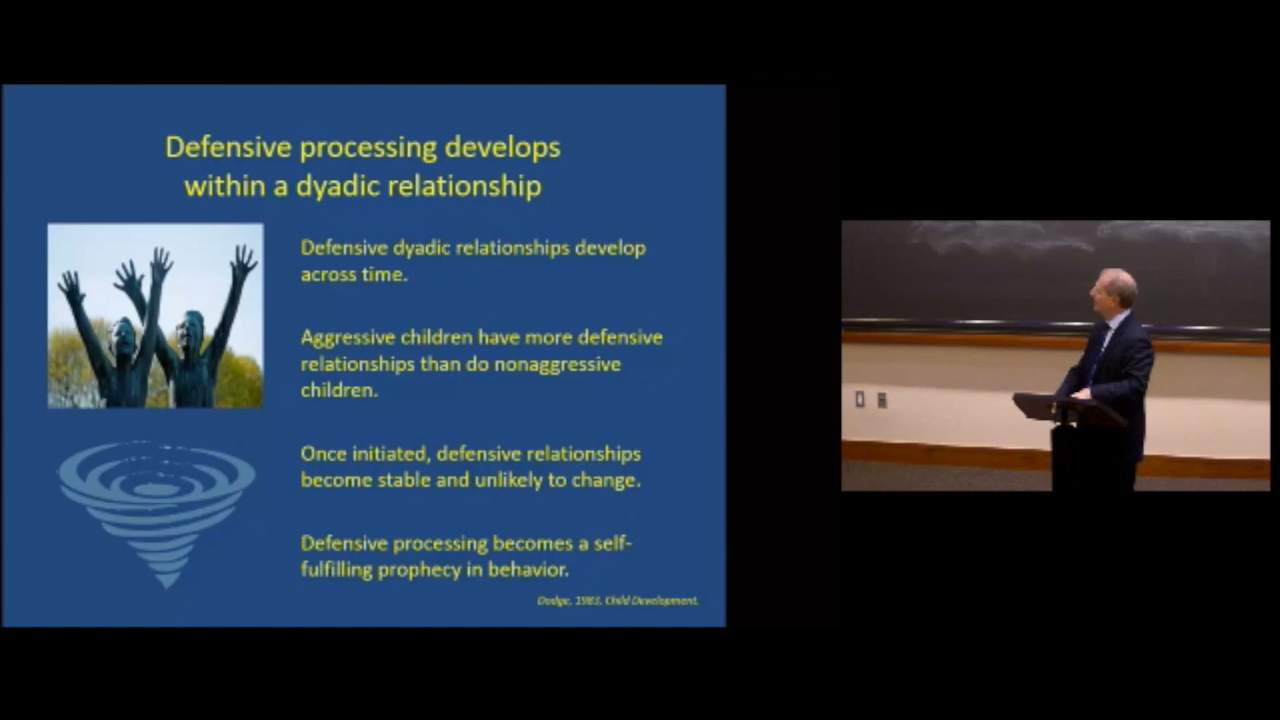 Defensive processing develops
within a dyadic relationship
Defensive dyadic relationships develop
across time.
Aggressive children have more defensive
relationships than do nonaggressive
children.
Once initiated, defensive relationships
become stable and unlikely to change.
Defensive processing becomes a self-
fulfilling prophecy in behavior.
Dodge, 1983, Child Development.